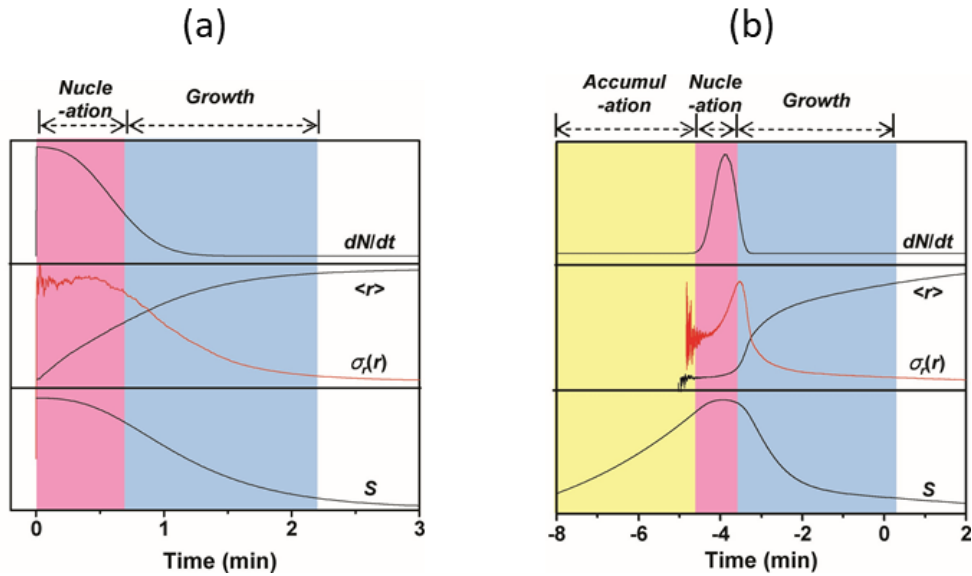 (a)
Nucle
-ation
Growth
dN/dt
<r>
σr(r)
S
0 1 2 3
Time (min)
(b)
Accumul
-ation
Nucle
-ation
Growth
dN/dt
<r>
σr(r)
S
-8 -6 -4 -2 0 2
Time (min)